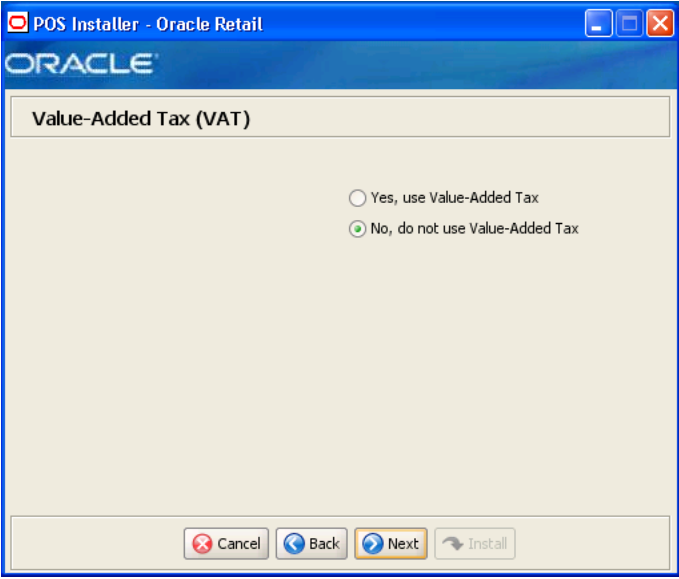 POS Installer - Oracle Retail
ORACLE
Value-Added Tax (VAT)
Yes, use Value-Added Tax
No, do not use Value-Added Tax
Cancel Back Next Install